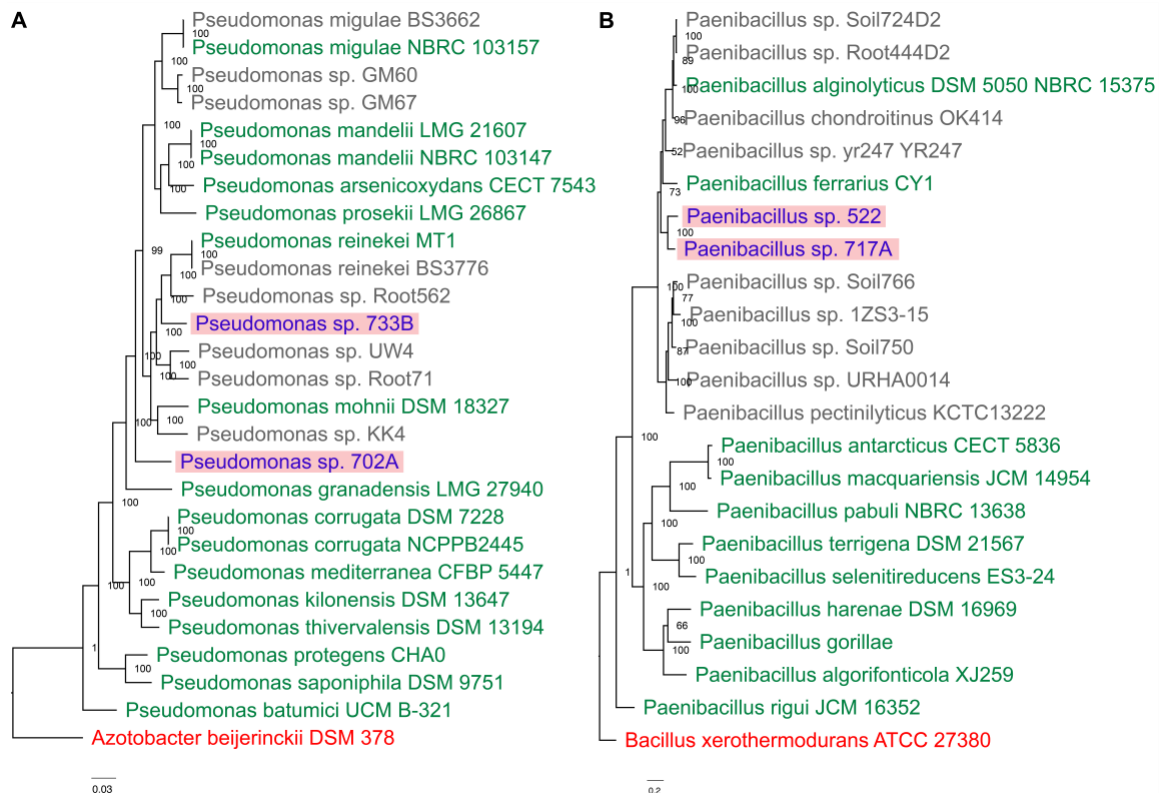 A
Pseudomonas migulae BS3662
100
Pseudomonas migulae NBRC 103157
100
Pseudomonas sp. GM60
100
Pseudomonas sp. GM67
100
Pseudomonas mandelii LMG 21607
100
Pseudomonas mandelii NBRC 103147
100
Pseudomonas arsenicoxydans CECT 7543
100
Pseudomonas prosekii LMG 26867
Pseudomonas reinekei MT1
99
100
Pseudomonas reinekei BS3776
100
Pseudomonas sp. Root562
100
Pseudomonas sp. 733B
100
Pseudomonas sp. UW4
100
100
Pseudomonas sp. Root71
100
Pseudomonas mohnii DSM 18327
100
100
Pseudomonas sp. KK4
Pseudomonas sp. 702A
Pseudomonas granadensis LMG 27940
100
Pseudomonas corrugata DSM 7228
100
Pseudomonas corrugata NCPPB2445
100
Pseudomonas mediterranea CFBP 5447
100
Pseudomonas kilonensis DSM 13647
100
Pseudomonas thivervalensis DSM 13194
1
Pseudomonas protegens CHA0
100
Pseudomonas saponiphila DSM 9751
Pseudomonas batumici UCM B-321
Azotobacter beijerinckii DSM 378
0.03
B
Paenibacillus sp. Soil724D2
100
Paenibacillus sp. Root444D2
89
Paenibacillus alginolyticus DSM 5050 NBRC 15375
100
Paenibacillus chondroitinus OK414
96
Paenibacillus sp. yr247 YR247
52
Paenibacillus ferrarius CY1
73
Paenibacillus sp. 522
100
Paenibacillus sp. 717A
Paenibacillus sp. Soil766
100
77
Paenibacillus sp. 1ZS3-15
100
Paenibacillus sp. Soil750
87
Paenibacillus sp. URHA0014
100
Paenibacillus pectinilyticus KCTC13222
100
Paenibacillus antarcticus CECT 5836
100
Paenibacillus macquariensis JCM 14954
100
Paenibacillus pabuli NBRC 13638
100
Paenibacillus terrigena DSM 21567
100
Paenibacillus selenitireducens ES3-24
1
100
Paenibacillus harenae DSM 16969
66
Paenibacillus gorillae
100
Paenibacillus algorifonticola XJ259
Paenibacillus rigui JCM 16352
Bacillus xerothermodurans ATCC 27380
0.2